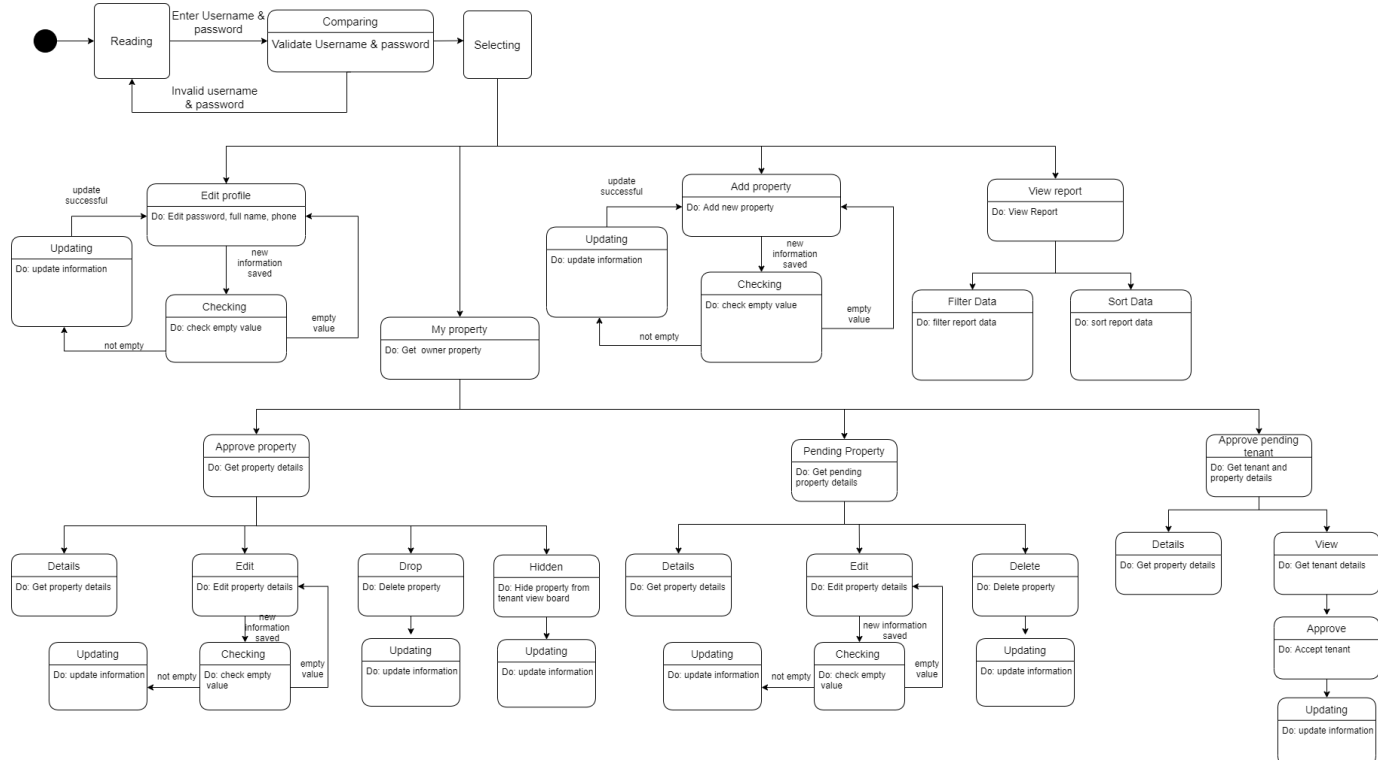 Reading
Enter Username &
password
Comparing
Validate Username & password
Selecting
Invalid username
& password
Edit profile
Do: Edit password, full name, phone
update
successful
Updating
Do: update information
new
information
saved
Checking
Do: check empty value
empty
value
not empty
My property
Do: Get  owner property
Add property
Do: Add new property
update
successful
Updating
Do: update information
new
information
saved
Checking
Do: check empty value
empty
value
not empty
View report
Do: View Report
Filter Data
Do: filter report data
Sort Data
Do: sort report data
Approve property
Do: Get property details
Pending Property
Do: Get pending
property details
Approve pending
tenant
Do: Get tenant and
property details
Details
Do: Get property details
Edit
Do: Edit property details
new
information
saved
Checking
Do: check empty
value
empty
value
not empty
Updating
Do: update information
Drop
Do: Delete property
Updating
Do: update information
Hidden
Do: Hide property from
tenant view board
Updating
Do: update information
Details
Do: Get property details
Edit
Do: Edit property details
new information
saved
Checking
Do: check empty
value
empty
value
not empty
Updating
Do: update information
Delete
Do: Delete property
Updating
Do: update information
Details
Do: Get property details
View
Do: Get tenant details
Approve
Do: Accept tenant
Updating
Do: update information